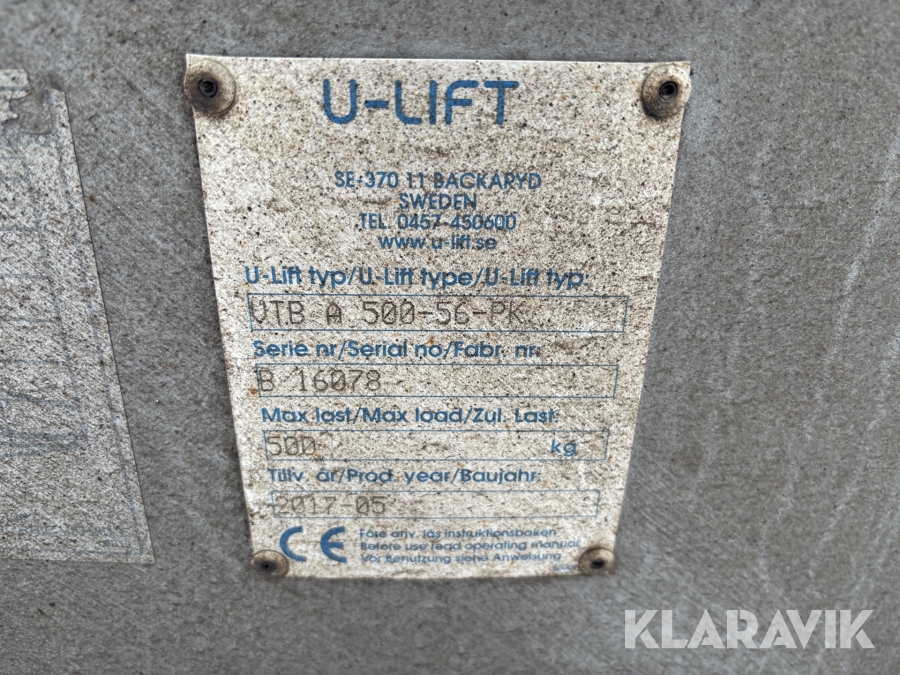 U-LIFT
SE-370 11 BACKARYD
SWEDEN
TEL. 0457-450600
www.u-lift.se
U-Lift typ/U-Lift type/U-Lift typ:
VTB A 500-56-PK
Serie nr/Serial no/Fabr. nr:
B 16078
Max last/Max load/Zul. Last:
500 kg
Tillv. år/Prod. year/Baujahr:
2017 05
CE
Före anv. läs instruktionsboken
Before use read operating manual
Vor Benutzung siehe Anweisung
KLARAVIK